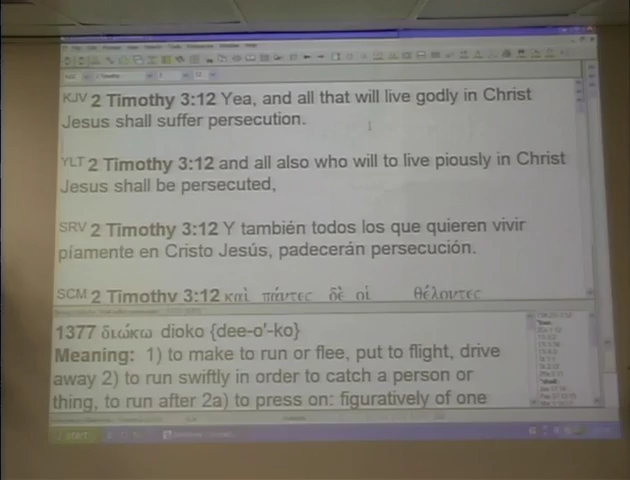 KJV 2 Timothy 3:12 Yea, and all that will live godly in Christ
Jesus shall suffer persecution.
YLT 2 Timothy 3:12 and all also who will to live piously in Christ
Jesus shall be persecuted,
SRV 2 Timothy 3:12 Y también todos los que quieren vivir
píamente en Cristo Jesús, padecerán persecución.
SCM 2 Timothy 3:12 καὶ πάντες δὲ οἱ θέλοντες
1377 διώκω dioko {dee-o'-ko}
Meaning: 1) to make to run or flee, put to flight, drive
away 2) to run swiftly in order to catch a person or
thing, to run after 2a) to press on: figuratively of one